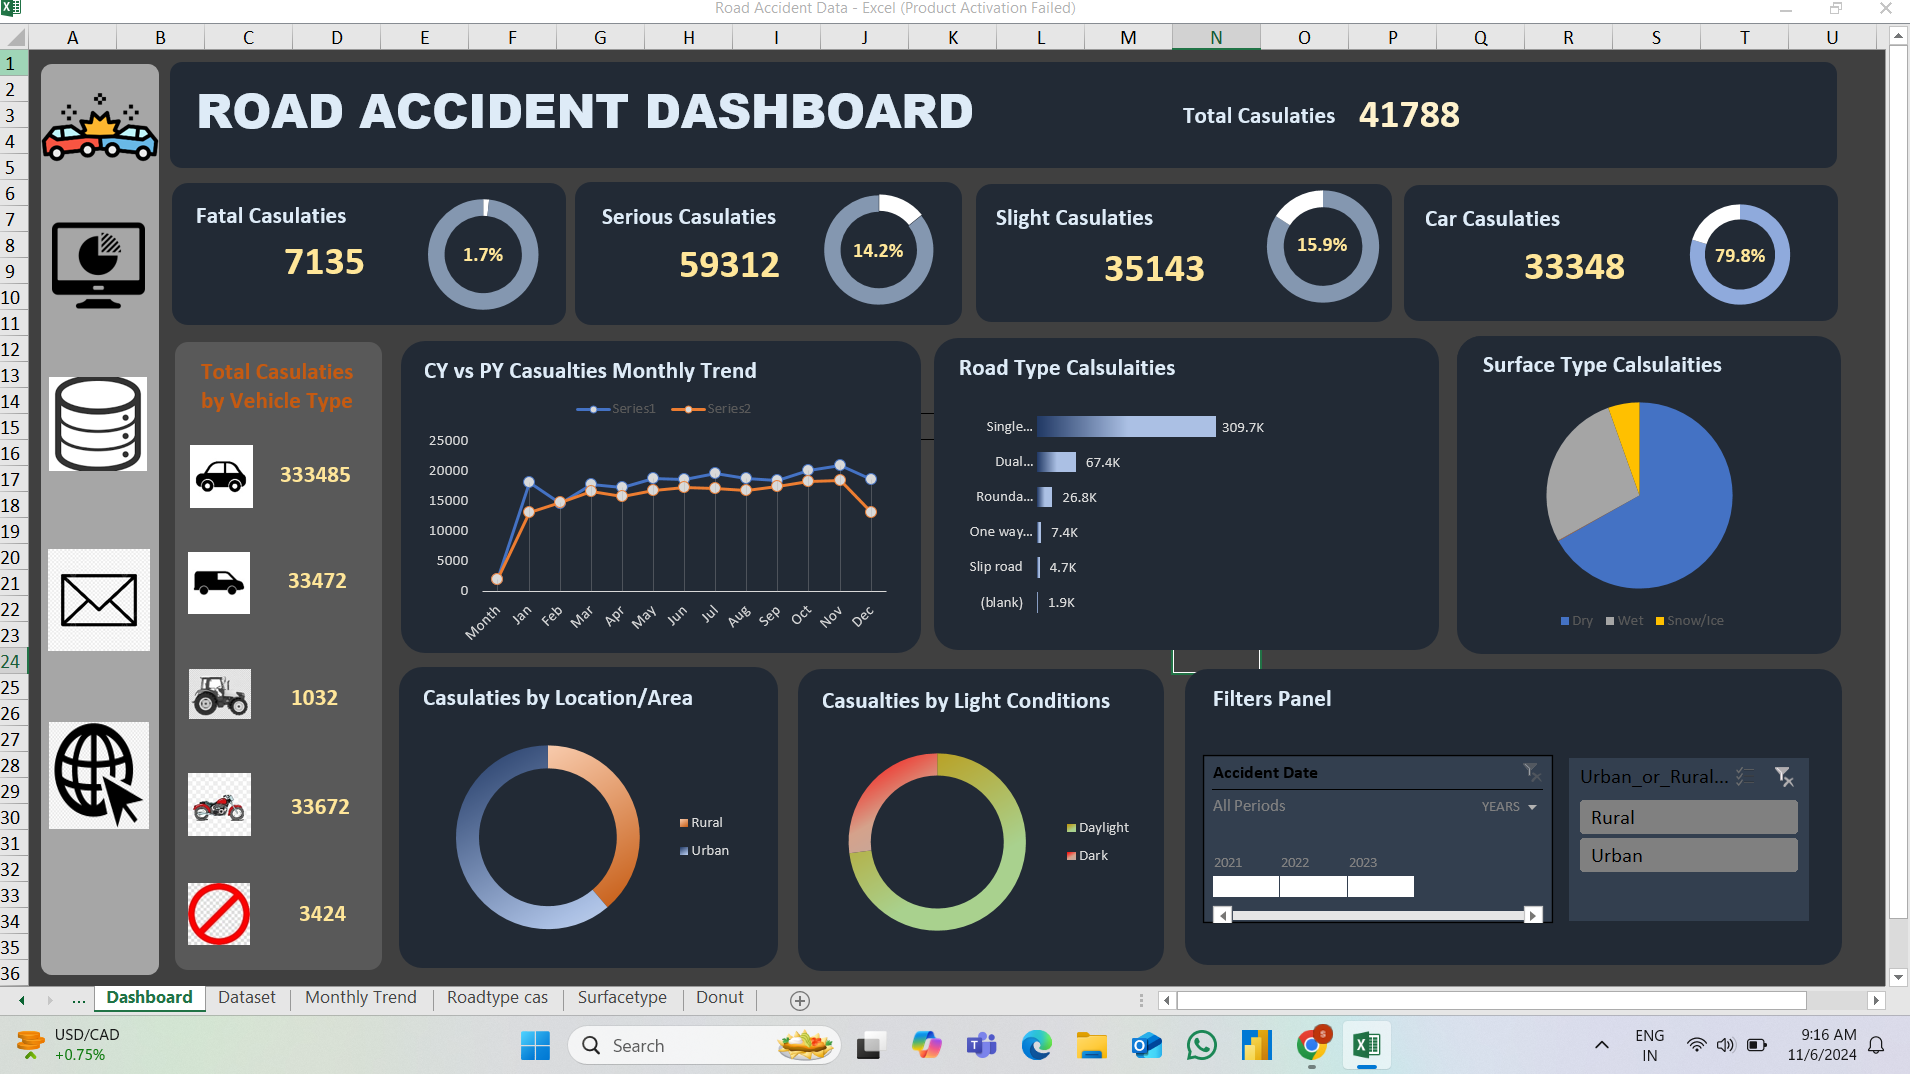 Road Accident Data - Excel (Product Activation Failed)
A B C D E F G H I J K L M N O P Q R S T U
1
2
3
4
5
6
7
8
9
10
11
12
13
14
15
16
17
18
19
20
21
22
23
24
25
26
27
28
29
30
31
32
33
34
35
36
ROAD ACCIDENT DASHBOARD
Total Casulaties 41788
Fatal Casulaties
7135
1.7%
Serious Casulaties
59312
14.2%
Slight Casulaties
35143
15.9%
Car Casulaties
33348
79.8%
Total Casulaties
by Vehicle Type
333485
33472
1032
33672
3424
CY vs PY Casualties Monthly Trend
Series1 Series2
25000
20000
15000
10000
5000
0
Month Jan Feb Mar Apr May Jun Jul Aug Sep Oct Nov Dec
Road Type Calsulaities
Single... 309.7K
Dual... 67.4K
Rounda... 26.8K
One way... 7.4K
Slip road 4.7K
(blank) 1.9K
Surface Type Calsulaities
Dry Wet Snow/Ice
Casulaties by Location/Area
Rural
Urban
Casualties by Light Conditions
Daylight
Dark
Filters Panel
Accident Date
All Periods YEARS
2021 2022 2023
Urban_or_Rural...
Rural
Urban
... Dashboard Dataset Monthly Trend Roadtype cas Surfacetype Donut
USD/CAD
+0.75%
Search
ENG
IN
9:16 AM
11/6/2024